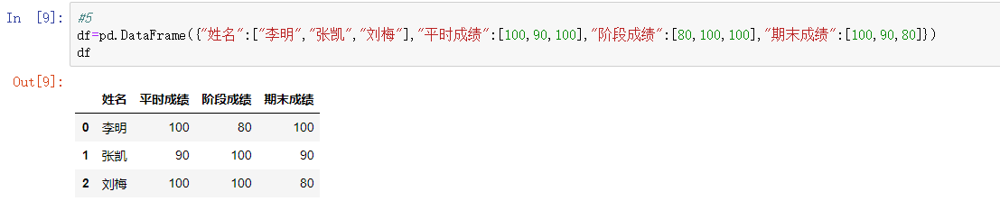 In [9]: #5
df=pd.DataFrame({"姓名":["李明","张凯","刘梅"],"平时成绩":[100,90,100],"阶段成绩":[80,100,100],"期末成绩":[100,90,80]})
df
Out[9]:
姓名 平时成绩 阶段成绩 期末成绩
0 李明 100 80 100
1 张凯 90 100 90
2 刘梅 100 100 80